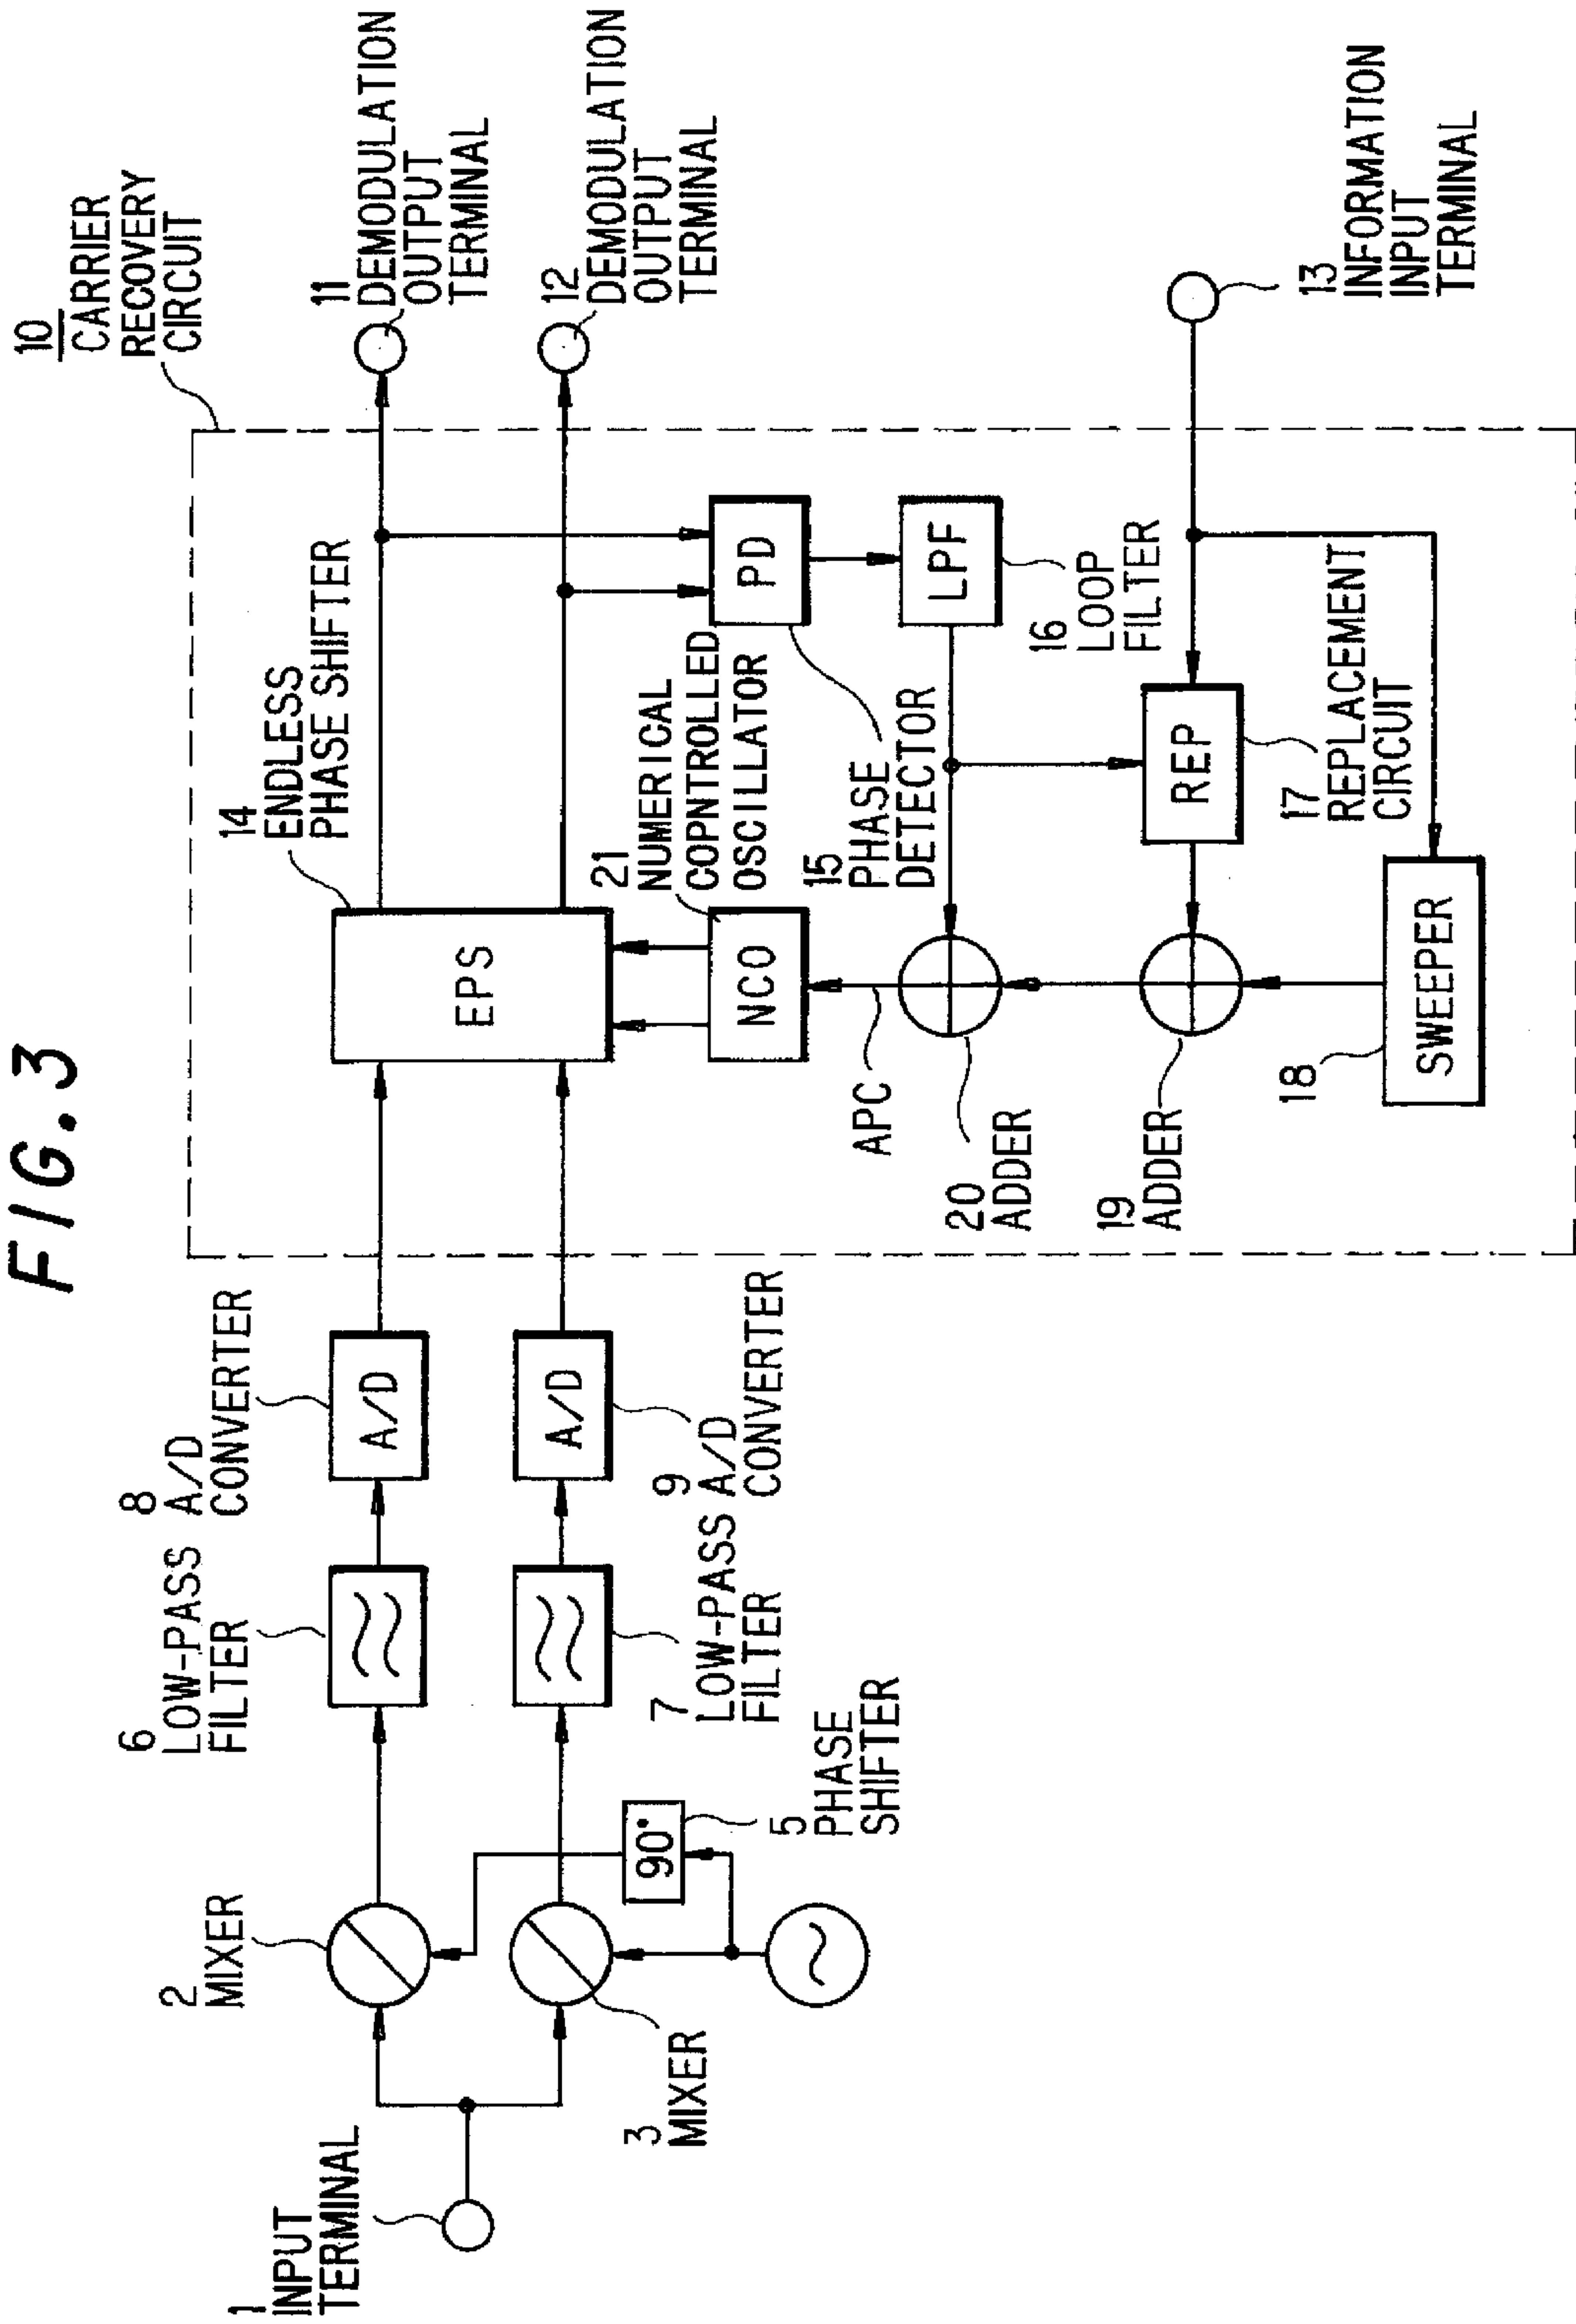 FIG.3
10 CARRIER
RECOVERY
CIRCUIT
1
INPUT
TERMINAL
2
MIXER
3
MIXER
90°
5
PHASE
SHIFTER
6
LOW-PASS
FILTER
7
LOW-PASS
FILTER
8
A/D
CONVERTER
A/D
9
A/D
CONVERTER
A/D
14
ENDLESS
PHASE SHIFTER
EPS
11
DEMODULATION
OUTPUT
TERMINAL
12
DEMODULATION
OUTPUT
TERMINAL
21
NUMERICAL
COPNTROLLED
OSCILLATOR
NCO
PD
15
PHASE
DETECTOR
LPF
16
LOOP
FILTER
APC
20
ADDER
19
ADDER
REP
17
REPLACEMENT
CIRCUIT
13
INFORMATION
INPUT
TERMINAL
18
SWEEPER